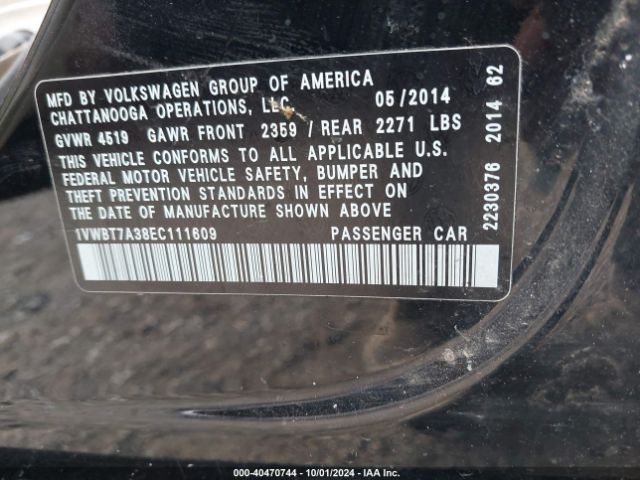 MFD BY VOLKSWAGEN GROUP OF AMERICA
CHATTANOOGA OPERATIONS, LLC. 05/2014
GVWR 4519 GAWR FRONT 2359 / REAR 2271 LBS
THIS VEHICLE CONFORMS TO ALL APPLICABLE U.S.
FEDERAL MOTOR VEHICLE SAFETY, BUMPER AND
THEFT PREVENTION STANDARDS IN EFFECT ON
THE DATE OF MANUFACTURE SHOWN ABOVE
1VWBT7A38EC111609 PASSENGER CAR
2230376 2014 62
000-40470744 - 10/01/2024 - IAA Inc.